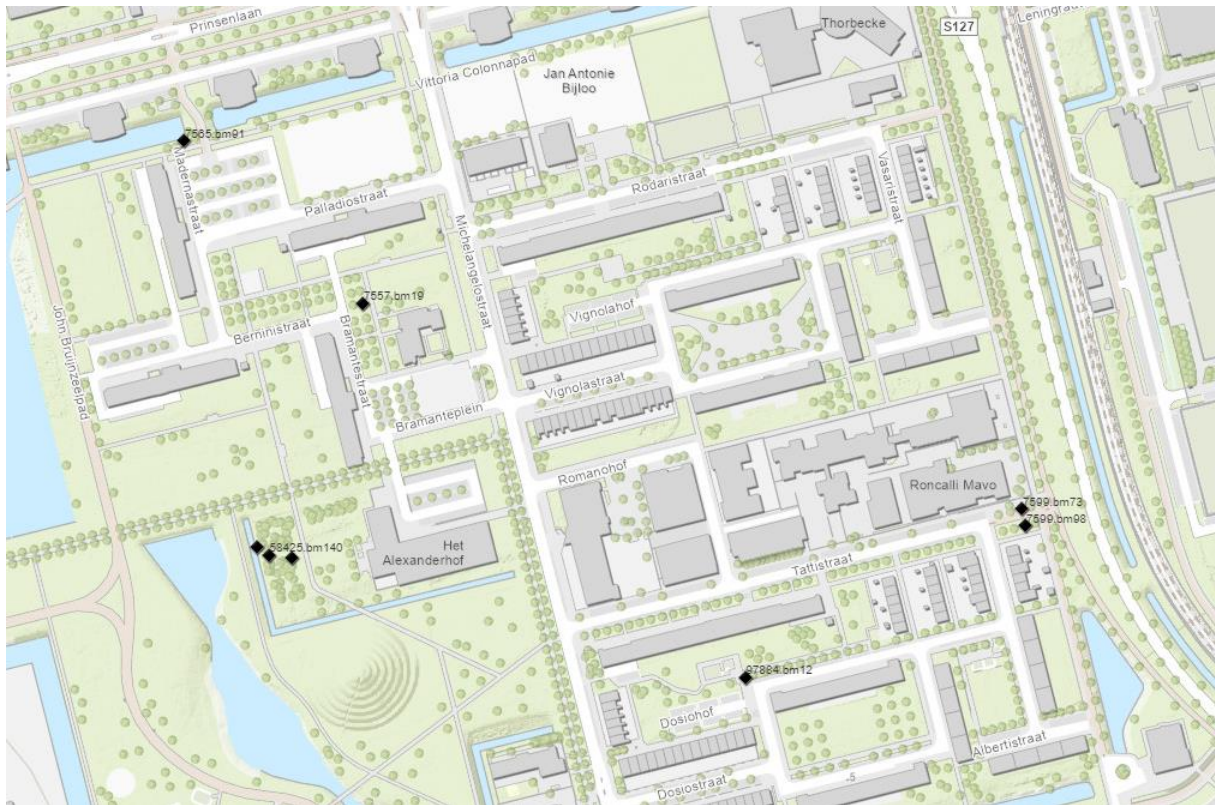 Prinsenlaan
Thorbecke
S127
Leningrad
Vittoria Colonnapad
Jan Antonie
Bijloo
7565.bm91
Madernastraat
Palladiostraat
Rodaristraat
Vasaristraat
Michelangelostraat
7557.bm19
Vignolahof
Berninistraat
Bramantestraat
John Bruijnzeelpad
Vignolastraat
Bramanteplein
Romanohof
Roncalli Mavo
7599.bm73
7599.bm98
58425.bm140
Het
Alexanderhof
Tattistraat
97884.bm12
Dosiohof
Albertistraat
-5
Dosiostraat